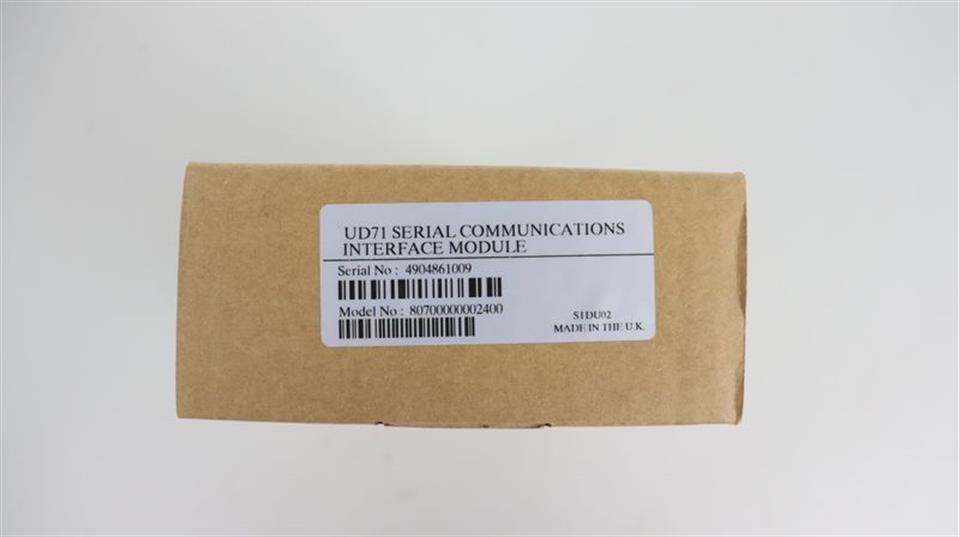 UD71 SERIAL COMMUNICATIONS
INTERFACE MODULE
Serial No : 4904861009
Model No : 80700000002400
STDU02
MADE IN THE U.K.